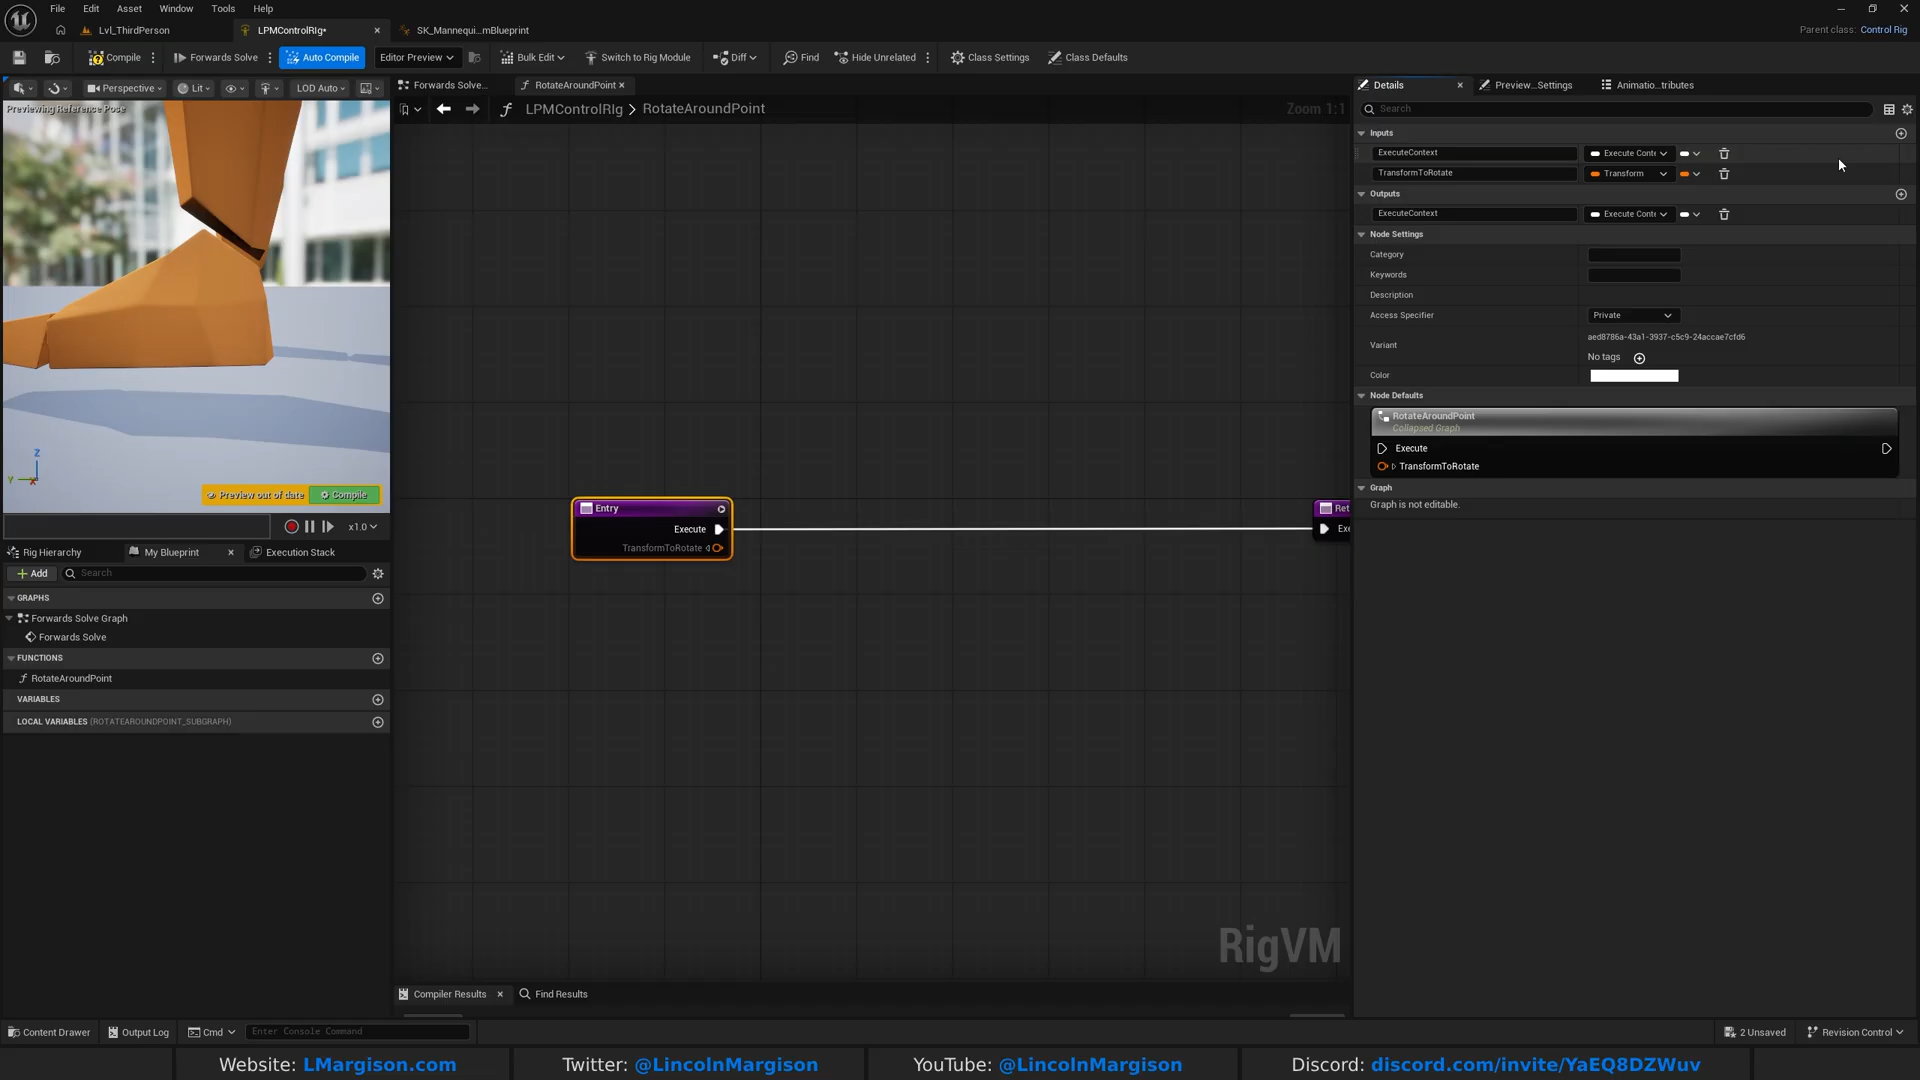 File Edit Asset Window Tools Help
Lvl_ThirdPerson LPMControlRIg* SK_Mannequi...mBlueprint
Parent class: Control Rig
Compile Forwards Solve Auto Compile Editor Preview Bulk Edit Switch to Rig Module Diff Find Hide Unrelated Class Settings Class Defaults
Perspective Lit LOD Auto
Previewing Reference Pose
Z
Y
Preview out of date Compile
x1.0
Rig Hierarchy My Blueprint Execution Stack
Add Search
GRAPHS
Forwards Solve Graph
Forwards Solve
FUNCTIONS
RotateAroundPoint
VARIABLES
LOCAL VARIABLES (ROTATEAROUNDPOINT_SUBGRAPH)
Forwards Solve... RotateAroundPoint
LPMControlRIg > RotateAroundPoint
Zoom 1:1
Entry
Execute
TransformToRotate
Ret
Exe
RigVM
Compiler Results Find Results
Details Preview...Settings Animatio...tributes
Search
Inputs
ExecuteContext Execute Conte
TransformToRotate Transform
Outputs
ExecuteContext Execute Conte
Node Settings
Category
Keywords
Description
Access Specifier Private
Variant aed8786a-43a1-3937-c5c9-24accae7cfd6
No tags
Color
Node Defaults
RotateAroundPoint
Collapsed Graph
Execute
TransformToRotate
Graph
Graph is not editable.
Content Drawer Output Log Cmd Enter Console Command
2 Unsaved Revision Control
Website: LMargison.com Twitter: @LincolnMargison YouTube: @LincolnMargison Discord: discord.com/invite/YaEQ8DZWuv